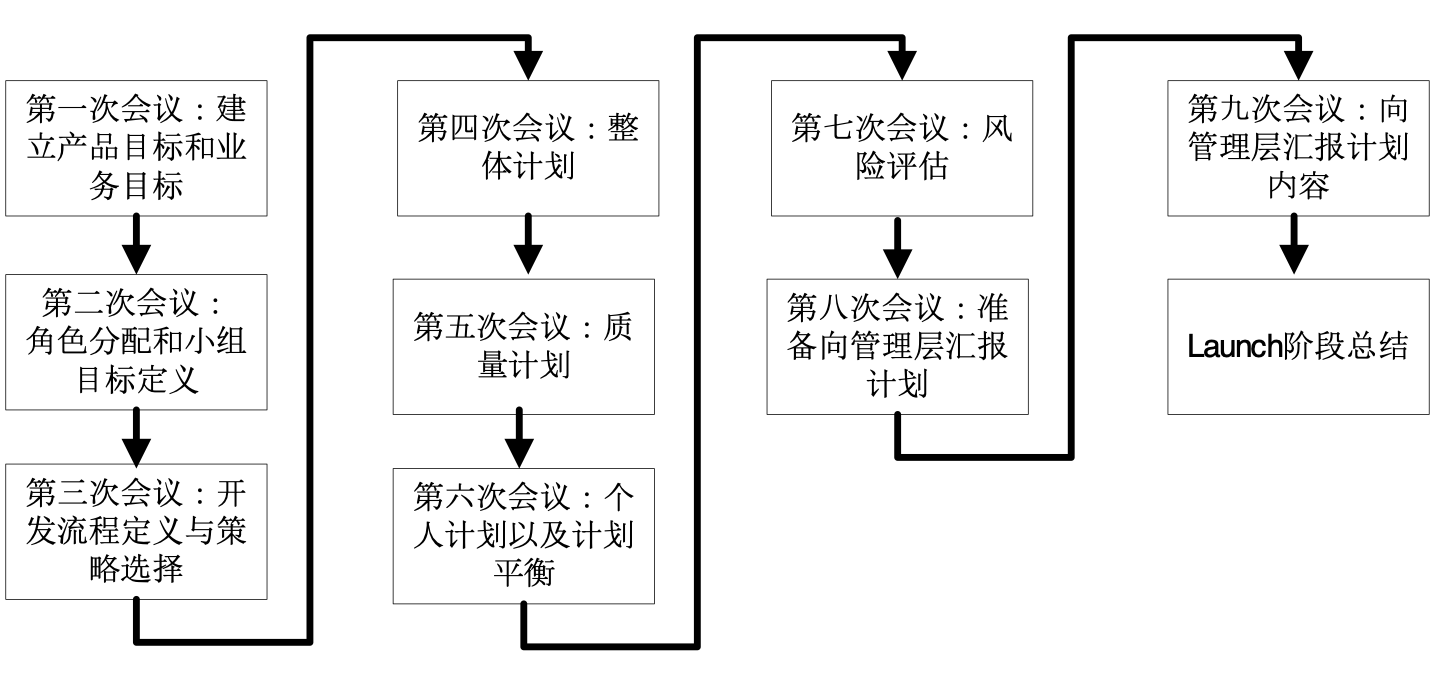 第一次会议：建
立产品目标和业
务目标
第二次会议：
角色分配和小组
目标定义
第三次会议：开
发流程定义与策
略选择
第四次会议：整
体计划
第五次会议：质
量计划
第六次会议：个
人计划以及计划
平衡
第七次会议：风
险评估
第八次会议：准
备向管理层汇报
计划
第九次会议：向
管理层汇报计划
内容
Launch阶段总结